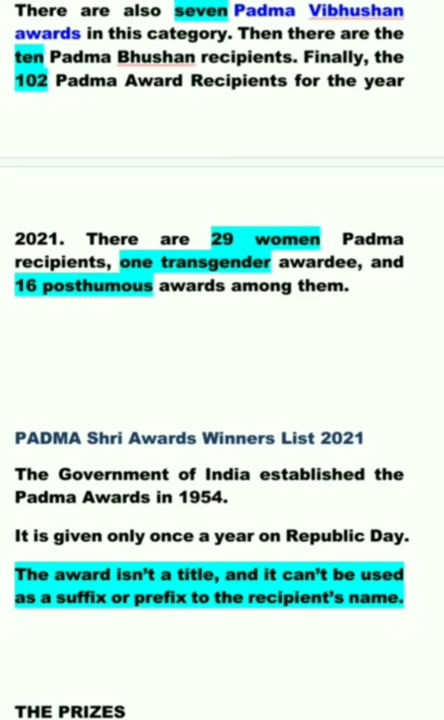 There are also seven Padma Vibhushan
awards in this category. Then there are the
ten Padma Bhushan recipients. Finally, the
102 Padma Award Recipients for the year
2021. There are 29 women Padma
recipients, one transgender awardee, and
16 posthumous awards among them.
PADMA Shri Awards Winners List 2021
The Government of India established the
Padma Awards in 1954.
It is given only once a year on Republic Day.
The award isn't a title, and it can't be used
as a suffix or prefix to the recipient's name.
THE PRIZES